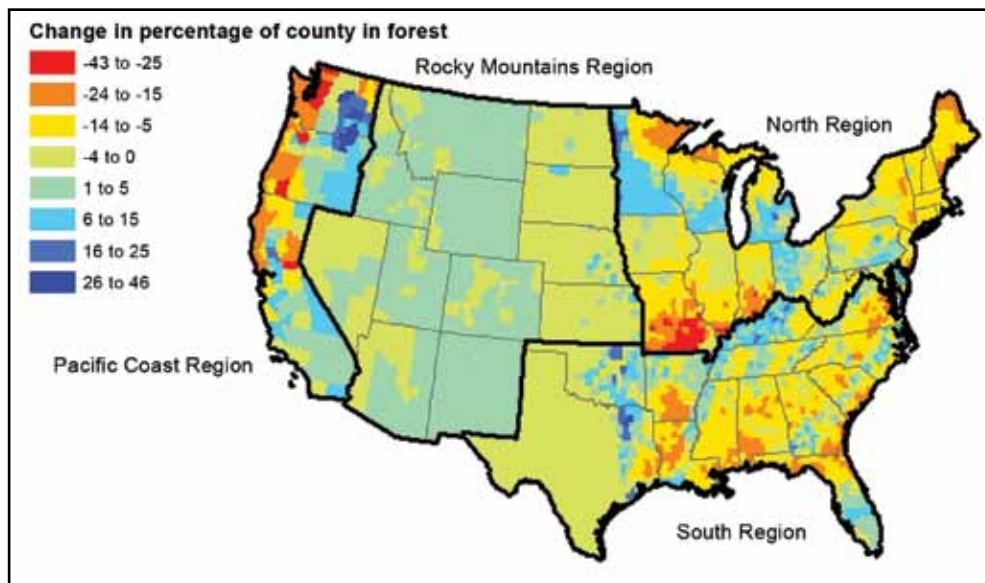 Change in percentage of county in forest
-43 to -25
-24 to -15
-14 to -5
-4 to 0
1 to 5
6 to 15
16 to 25
26 to 46
Rocky Mountains Region
North Region
Pacific Coast Region
South Region